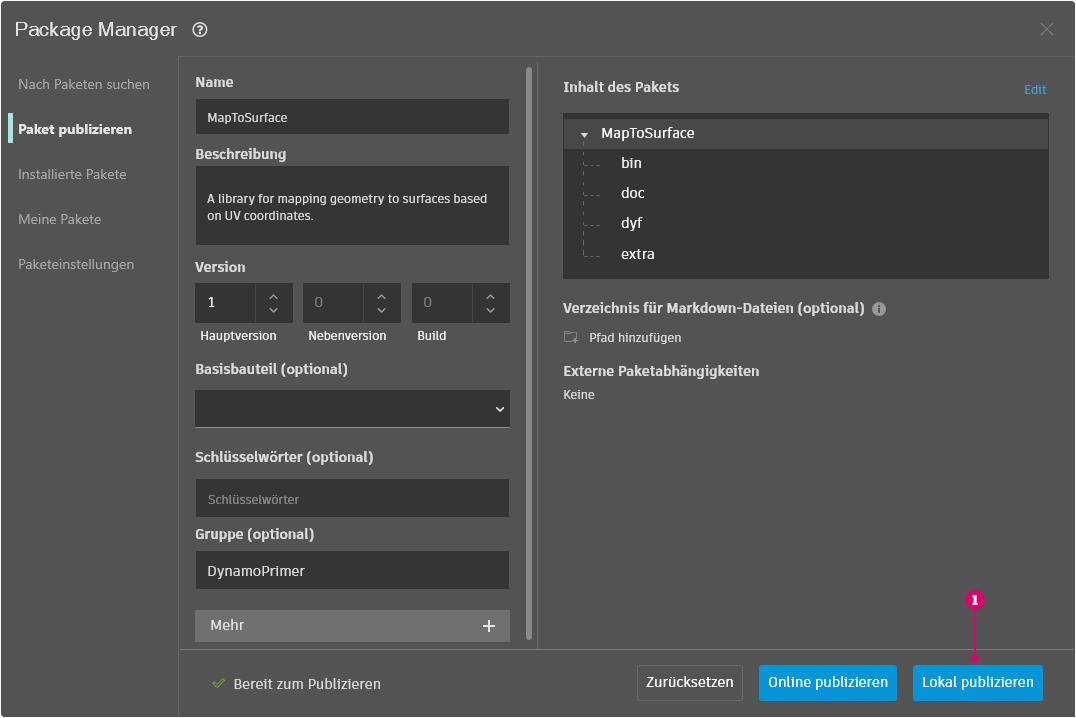 Package Manager
Nach Paketen suchen
Paket publizieren
Installierte Pakete
Meine Pakete
Paketeinstellungen
Name
MapToSurface
Beschreibung
A library for mapping geometry to surfaces based
on UV coordinates.
Version
1 0 0
Hauptversion Nebenversion Build
Basisbauteil (optional)
Schlüsselwörter (optional)
Schlüsselwörter
Gruppe (optional)
DynamoPrimer
Mehr
Inhalt des Pakets Edit
MapToSurface
bin
doc
dyf
extra
Verzeichnis für Markdown-Dateien (optional)
Pfad hinzufügen
Externe Paketabhängigkeiten
Keine
1
Bereit zum Publizieren
Zurücksetzen
Online publizieren
Lokal publizieren